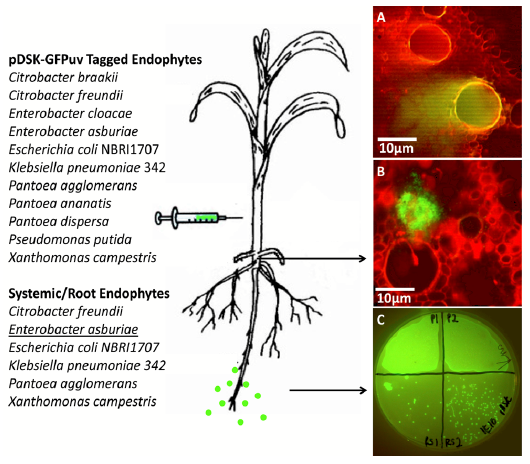 pDSK-GFPuv Tagged Endophytes
Citrobacter braakii
Citrobacter freundii
Enterobacter cloacae
Enterobacter asburiae
Escherichia coli NBRI1707
Klebsiella pneumoniae 342
Pantoea agglomerans
Pantoea ananatis
Pantoea dispersa
Pseudomonas putida
Xanthomonas campestris
Systemic/Root Endophytes
Citrobacter freundii
Enterobacter asburiae
Escherichia coli NBRI1707
Klebsiella pneumoniae 342
Pantoea agglomerans
Xanthomonas campestris
A
10µm
B
10µm
C
P1 P2
RS1 RS2